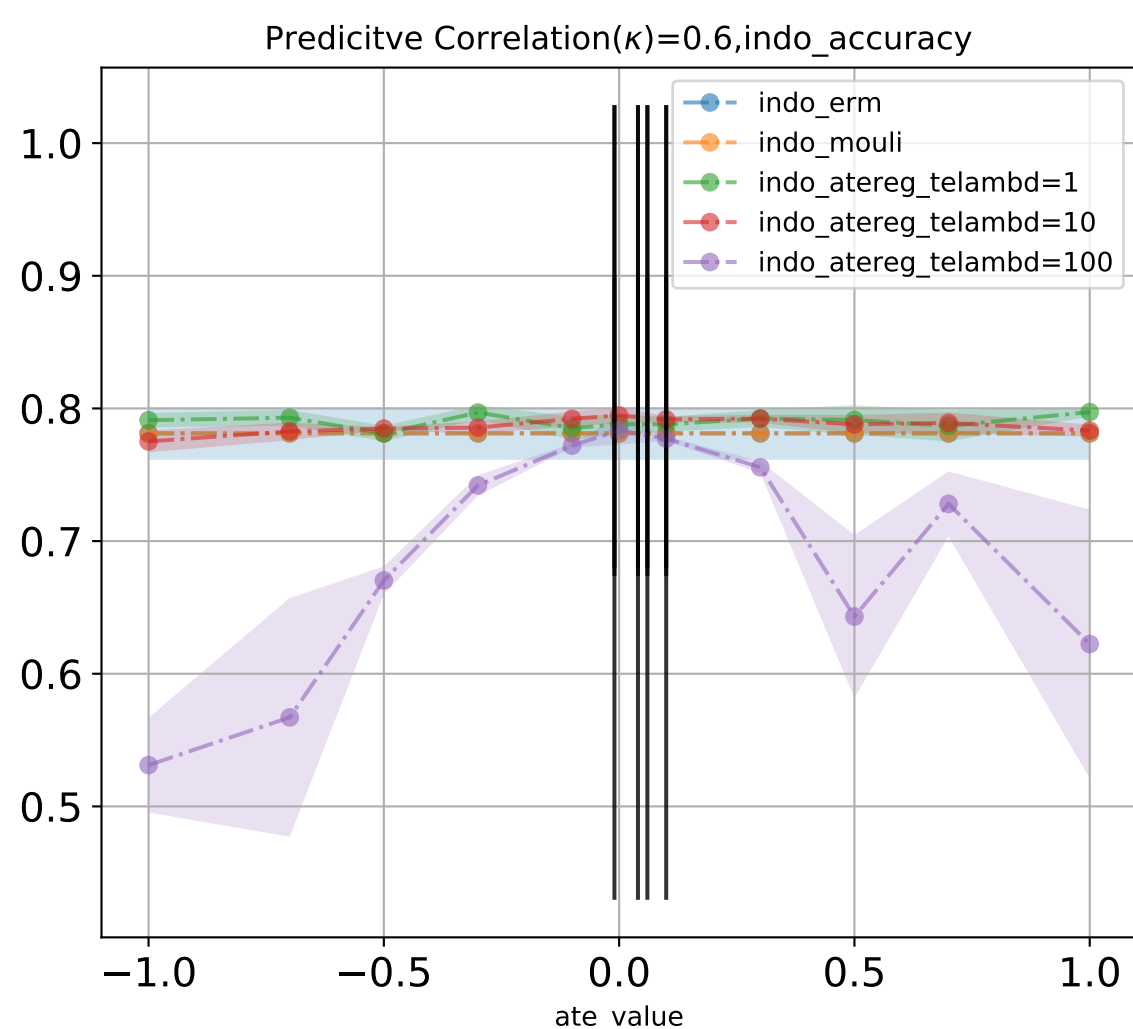 Predicitve Correlation(κ)=0.6,indo_accuracy
indo_erm
indo_mouli
indo_atereg_telambd=1
indo_atereg_telambd=10
indo_atereg_telambd=100
1.0
0.9
0.8
0.7
0.6
0.5
−1.0 −0.5 0.0 0.5 1.0
ate_value